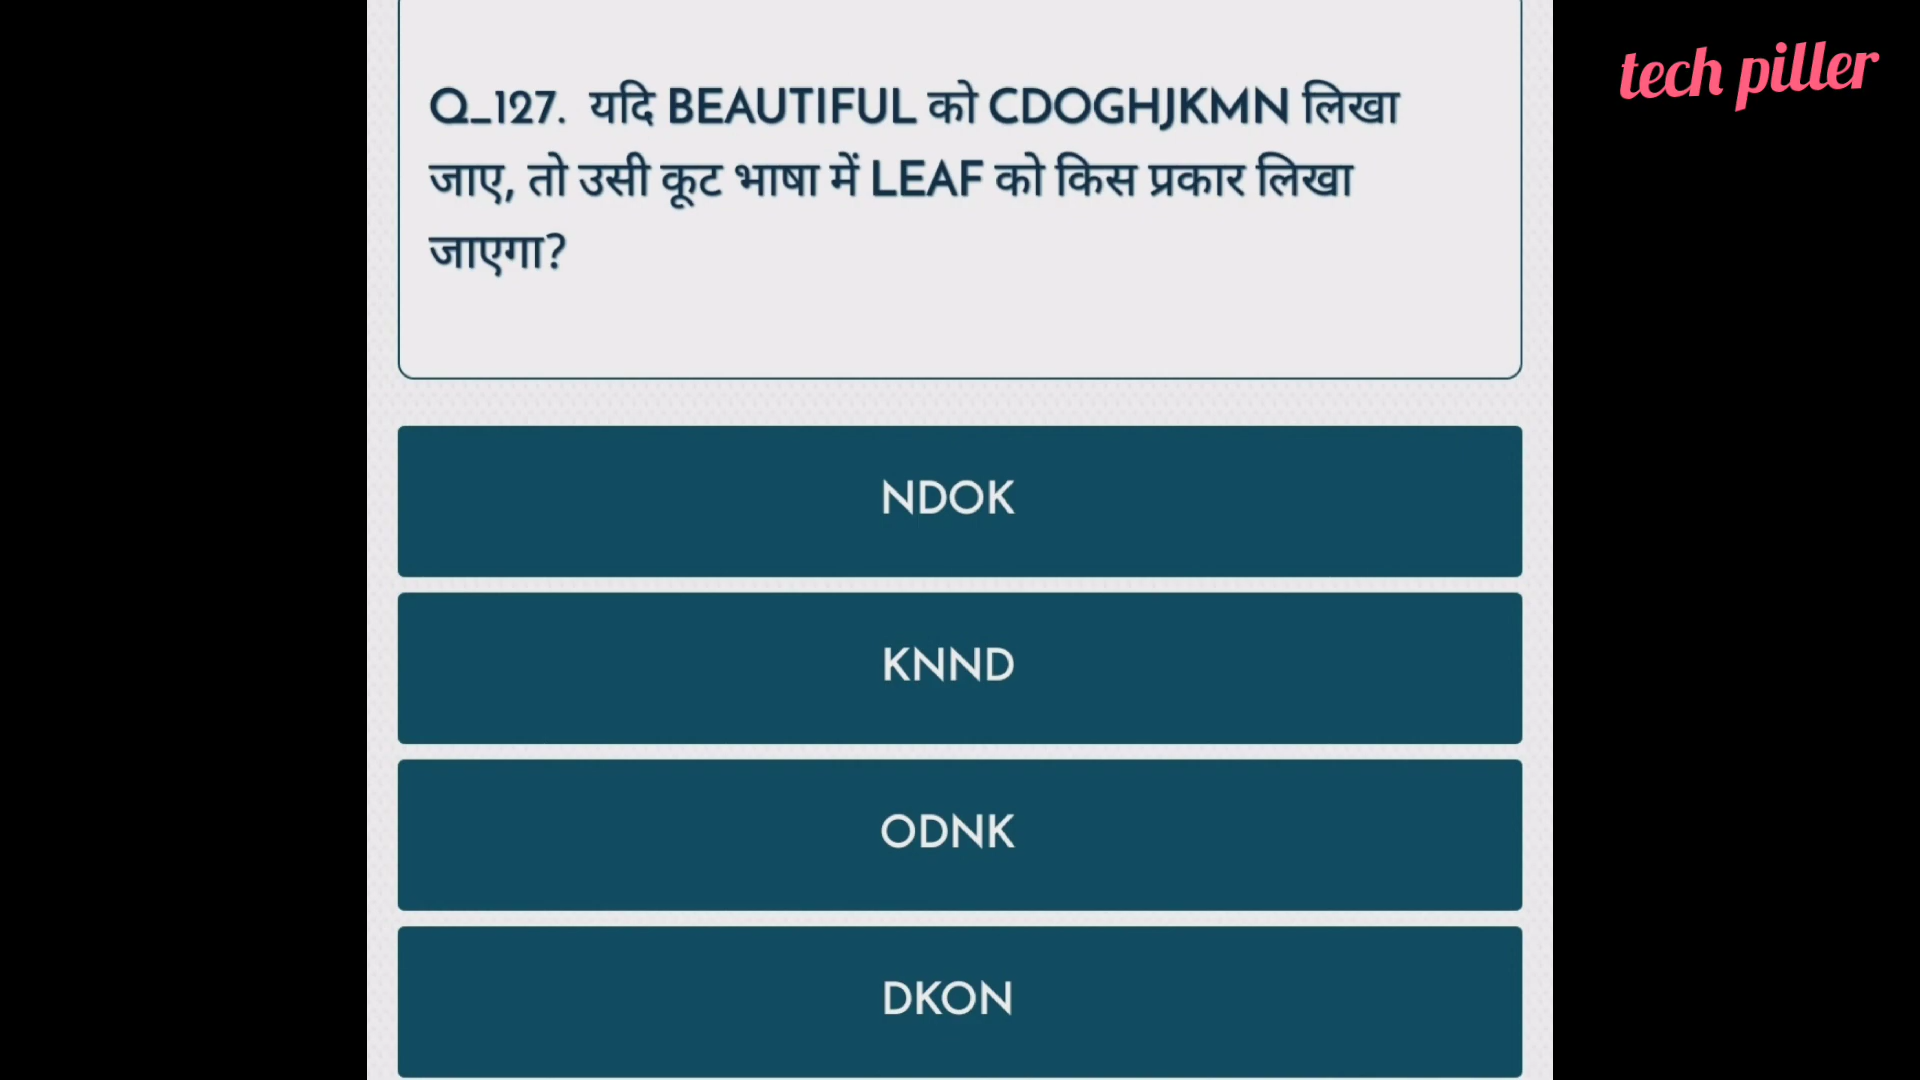 tech piller
Q_127. यदि BEAUTIFUL को CDOGHJKMN लिखा
जाए, तो उसी कूट भाषा में LEAF को किस प्रकार लिखा
जाएगा?
NDOK
KNND
ODNK
DKON